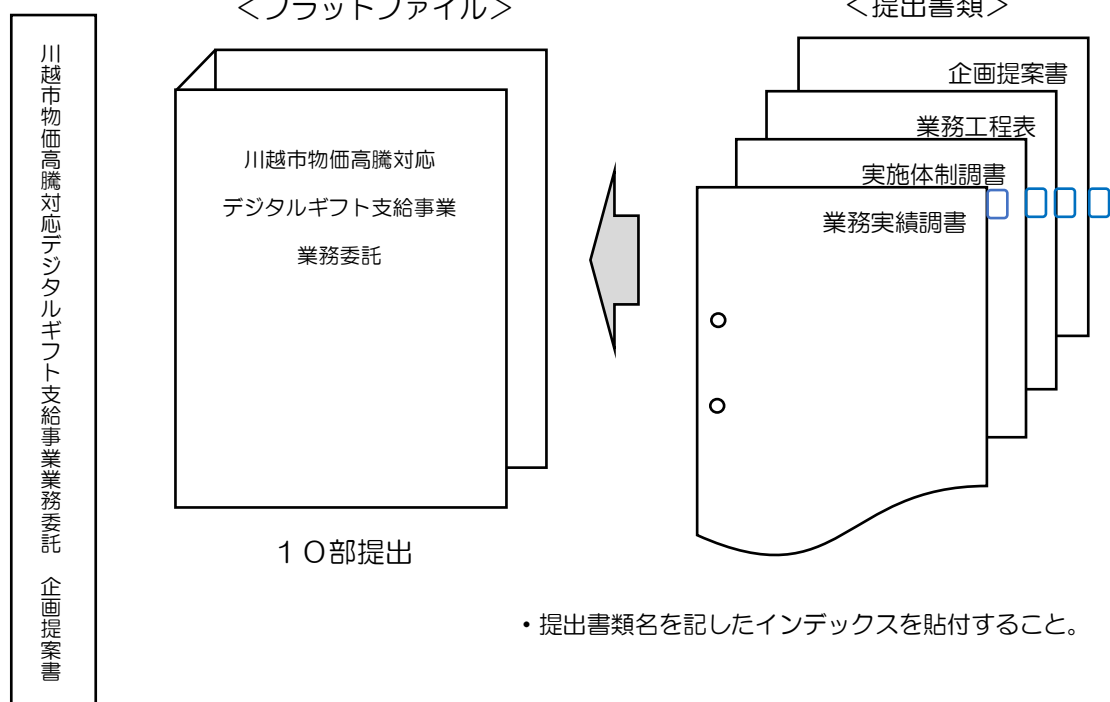 ＜フラットファイル＞
＜提出書類＞
川越市物価高騰対応デジタルギフト支給事業業務委託　企画提案書
川越市物価高騰対応
デジタルギフト支給事業
業務委託
１０部提出
企画提案書
業務工程表
実施体制調書
業務実績調書
・提出書類名を記したインデックスを貼付すること。